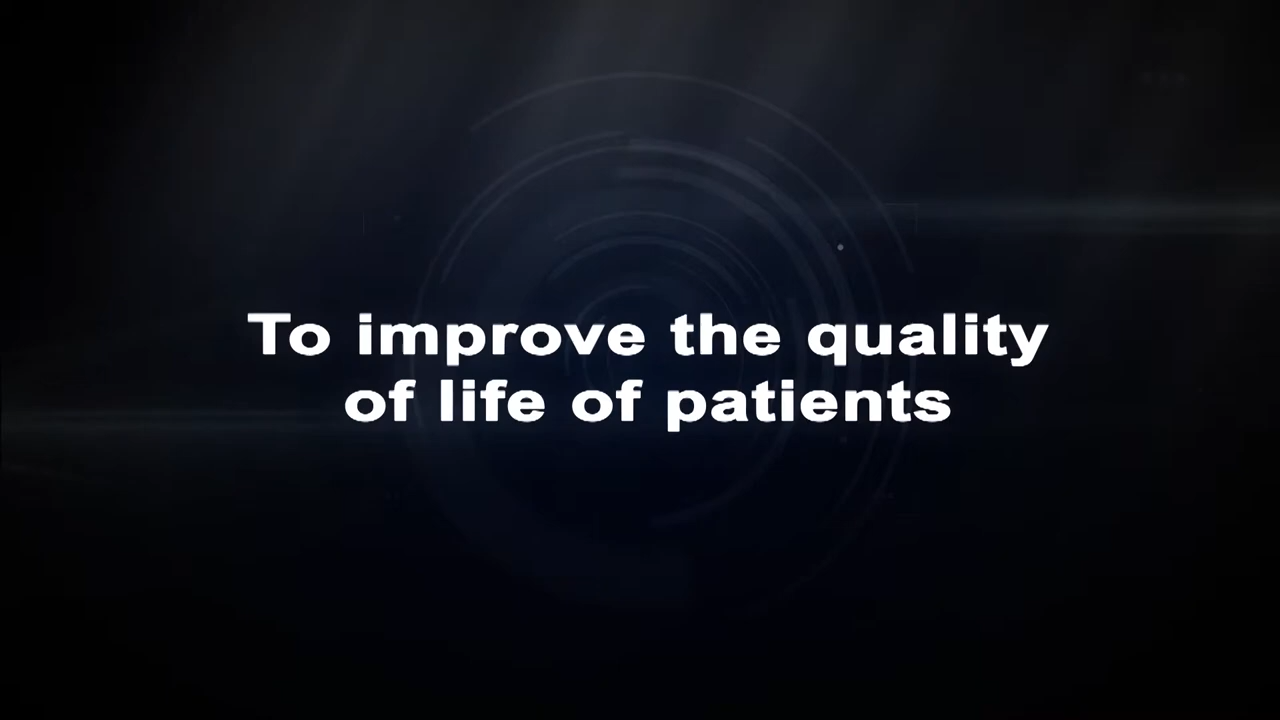 To improve the quality
of life of patients